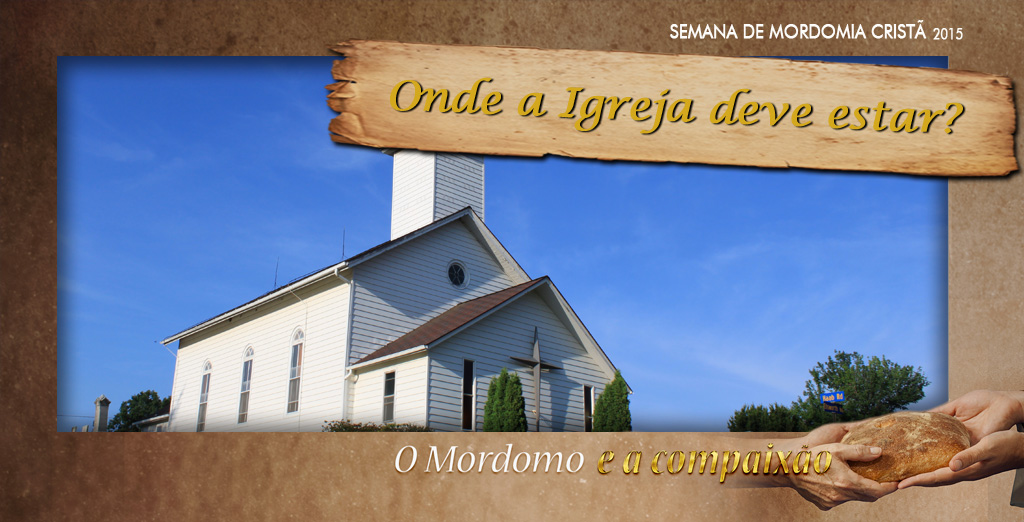 SEMANA DE MORDOMIA CRISTÃ 2015
Onde a Igreja deve estar?
O Mordomo e a compaixão